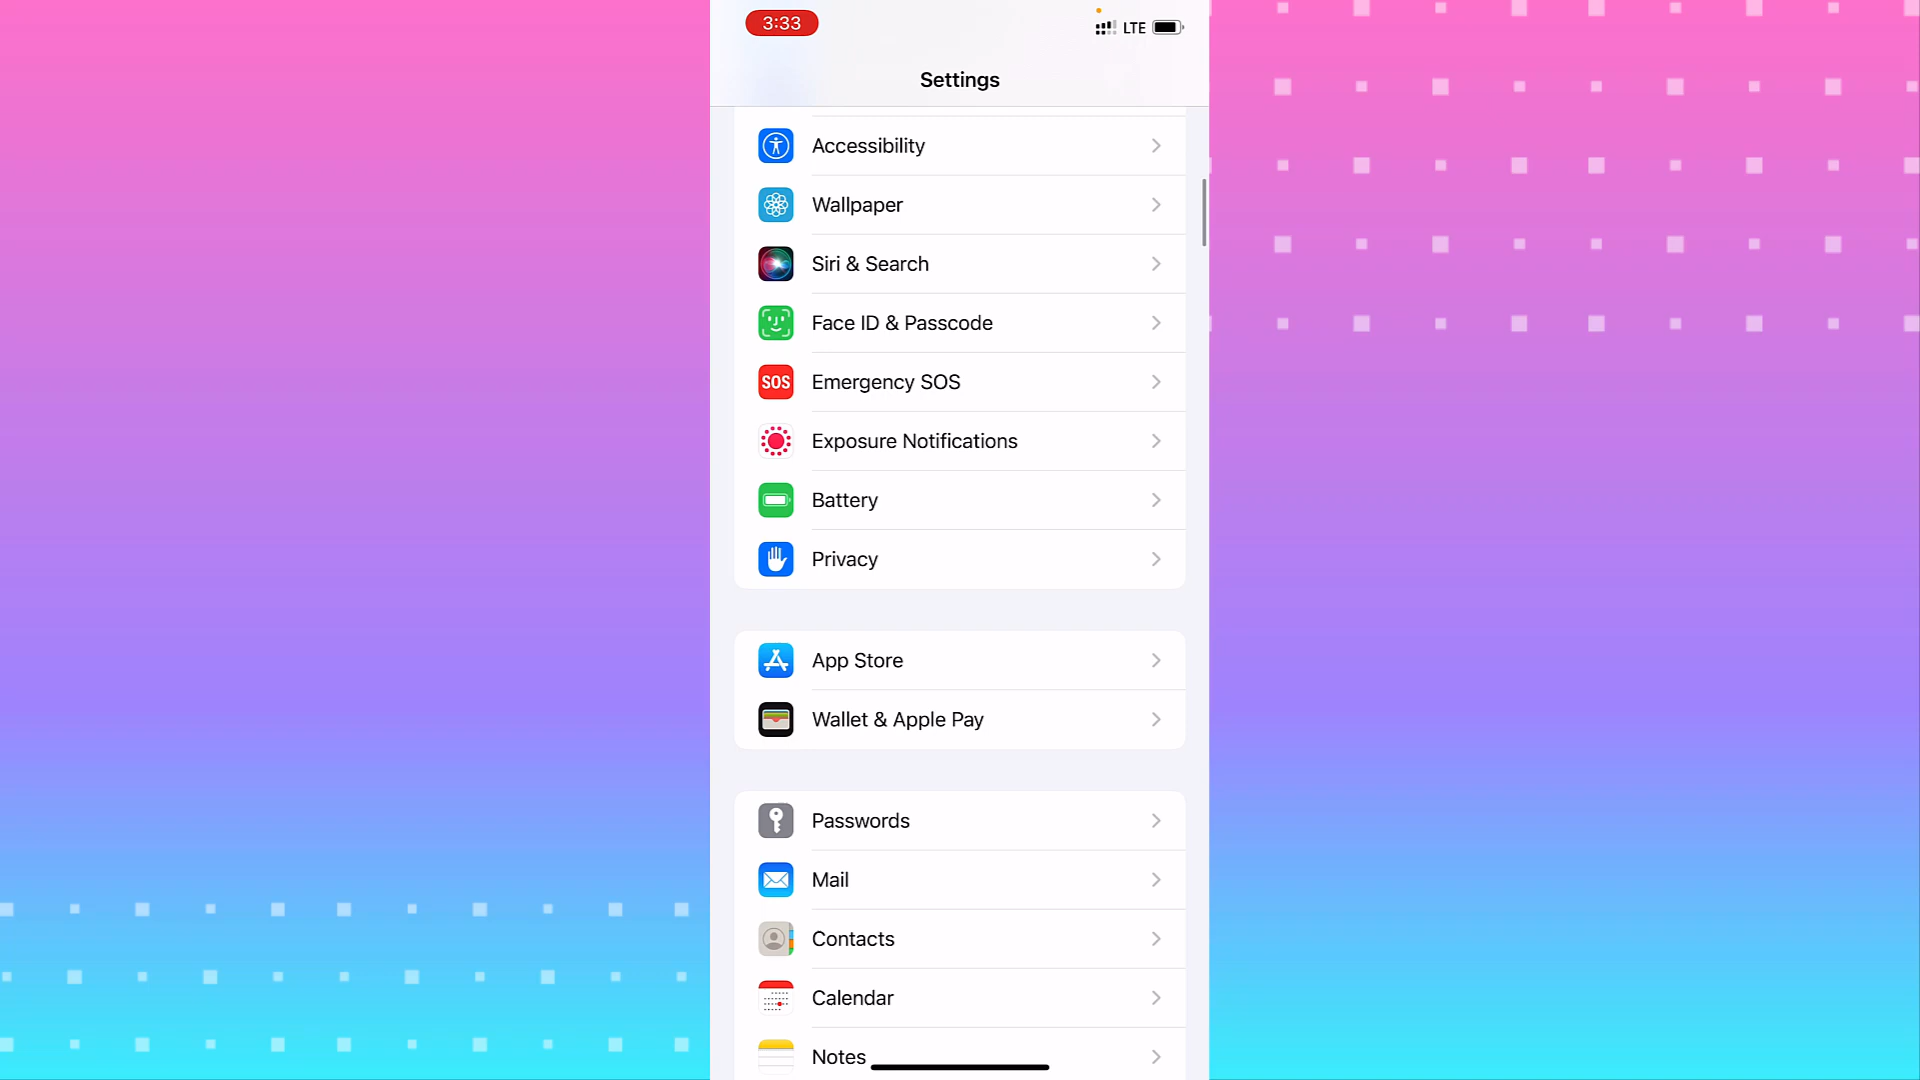 3:33
LTE
Settings
Accessibility
Wallpaper
Siri & Search
Face ID & Passcode
SOS
Emergency SOS
Exposure Notifications
Battery
Privacy
App Store
Wallet & Apple Pay
Passwords
Mail
Contacts
Calendar
Notes